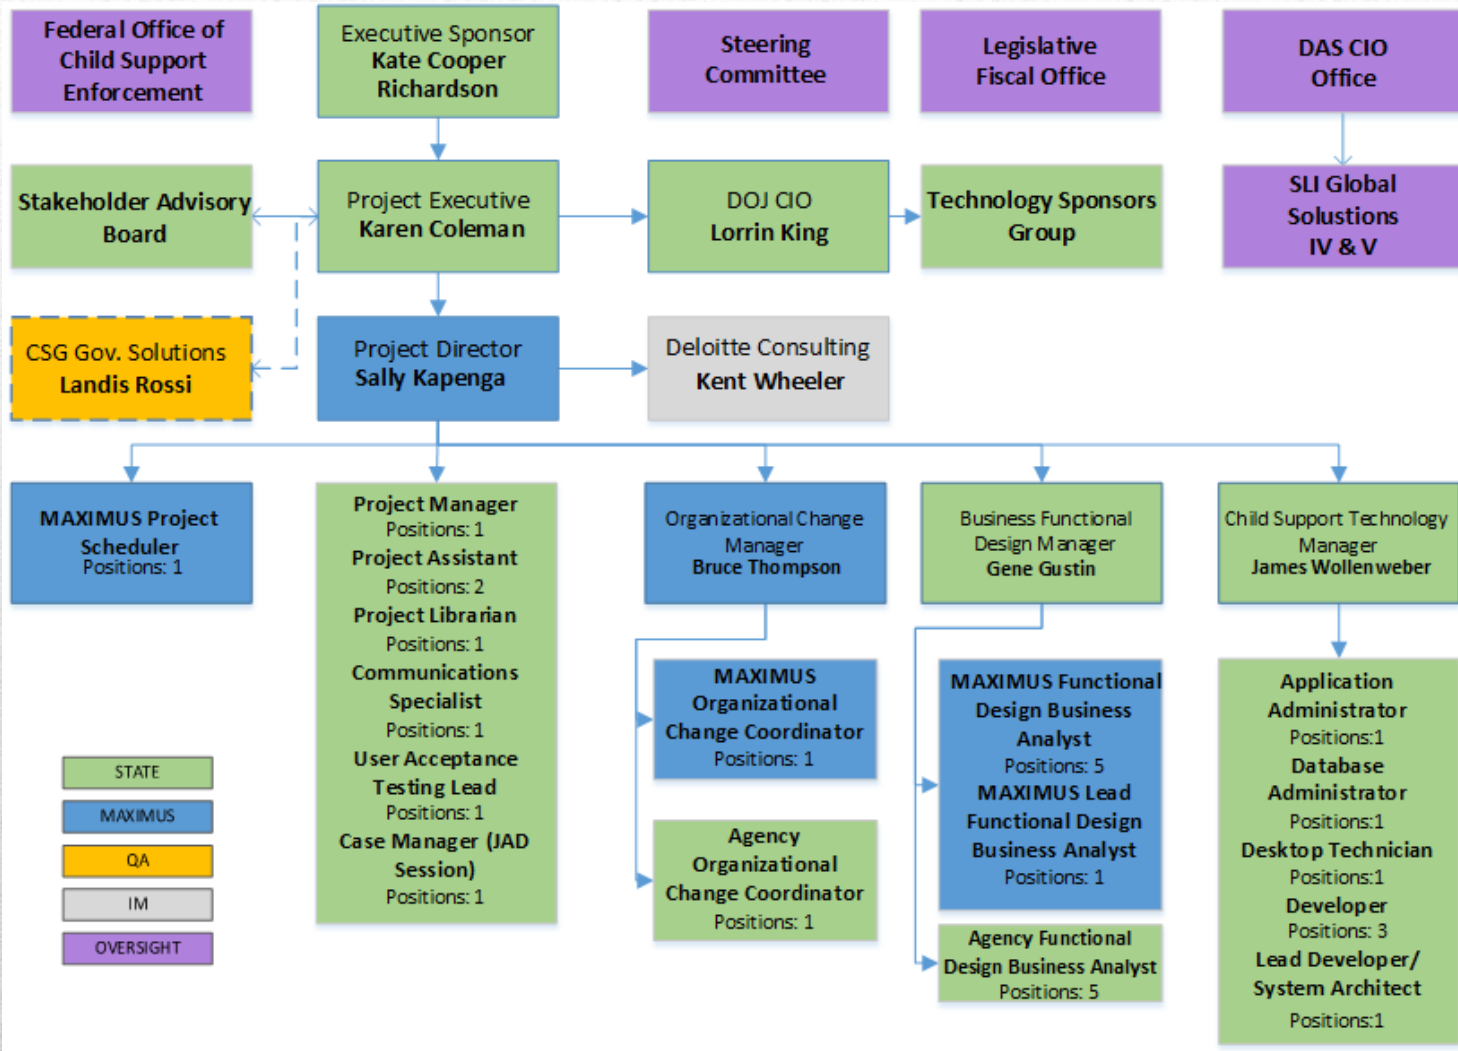 Federal Office of
Child Support
Enforcement
Executive Sponsor
Kate Cooper
Richardson
Steering
Committee
Legislative
Fiscal Office
DAS CIO
Office
Stakeholder Advisory
Board
Project Executive
Karen Coleman
DOJ CIO
Lorrin King
Technology Sponsors
Group
SLI Global
Solustions
IV & V
CSG Gov. Solutions
Landis Rossi
Project Director
Sally Kapenga
Deloitte Consulting
Kent Wheeler
MAXIMUS Project
Scheduler
Positions: 1
Project Manager
Positions: 1
Project Assistant
Positions: 2
Project Librarian
Positions: 1
Communications
Specialist
Positions: 1
User Acceptance
Testing Lead
Positions: 1
Case Manager (JAD
Session)
Positions: 1
Organizational Change
Manager
Bruce Thompson
MAXIMUS
Organizational
Change Coordinator
Positions: 1
Agency
Organizational
Change Coordinator
Positions: 1
Business Functional
Design Manager
Gene Gustin
MAXIMUS Functional
Design Business
Analyst
Positions: 5
MAXIMUS Lead
Functional Design
Business Analyst
Positions: 1
Agency Functional
Design Business Analyst
Positions: 5
Child Support Technology
Manager
James Wollenweber
Application
Administrator
Positions:1
Database
Administrator
Positions:1
Desktop Technician
Positions:1
Developer
Positions: 3
Lead Developer/
System Architect
Positions:1
STATE
MAXIMUS
QA
IM
OVERSIGHT